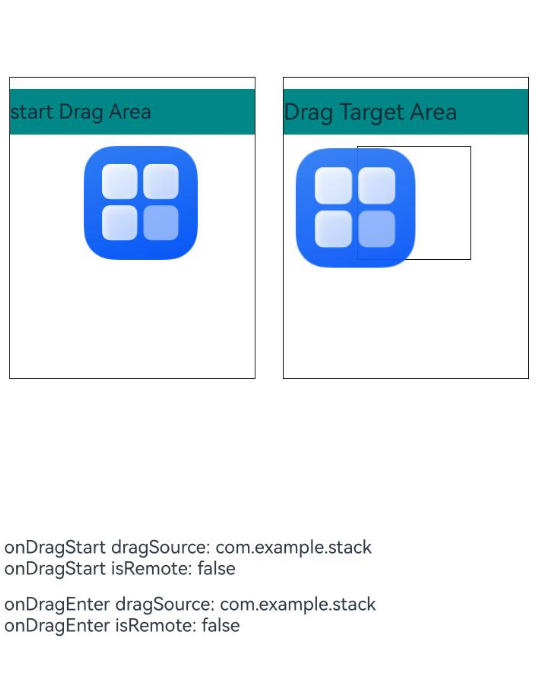 start Drag Area
Drag Target Area
onDragStart dragSource: com.example.stack
onDragStart isRemote: false
onDragEnter dragSource: com.example.stack
onDragEnter isRemote: false